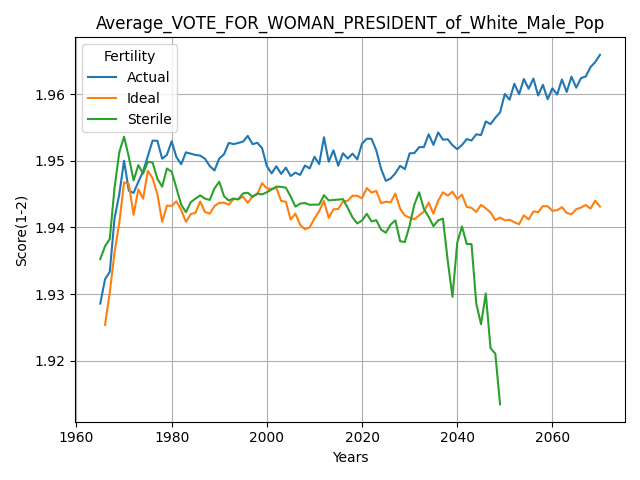 Average_VOTE_FOR_WOMAN_PRESIDENT_of_White_Male_Pop
Fertility
Actual
Ideal
Sterile
Score(1-2)
1.96
1.95
1.94
1.93
1.92
1960
1980
2000
2020
2040
2060
Years